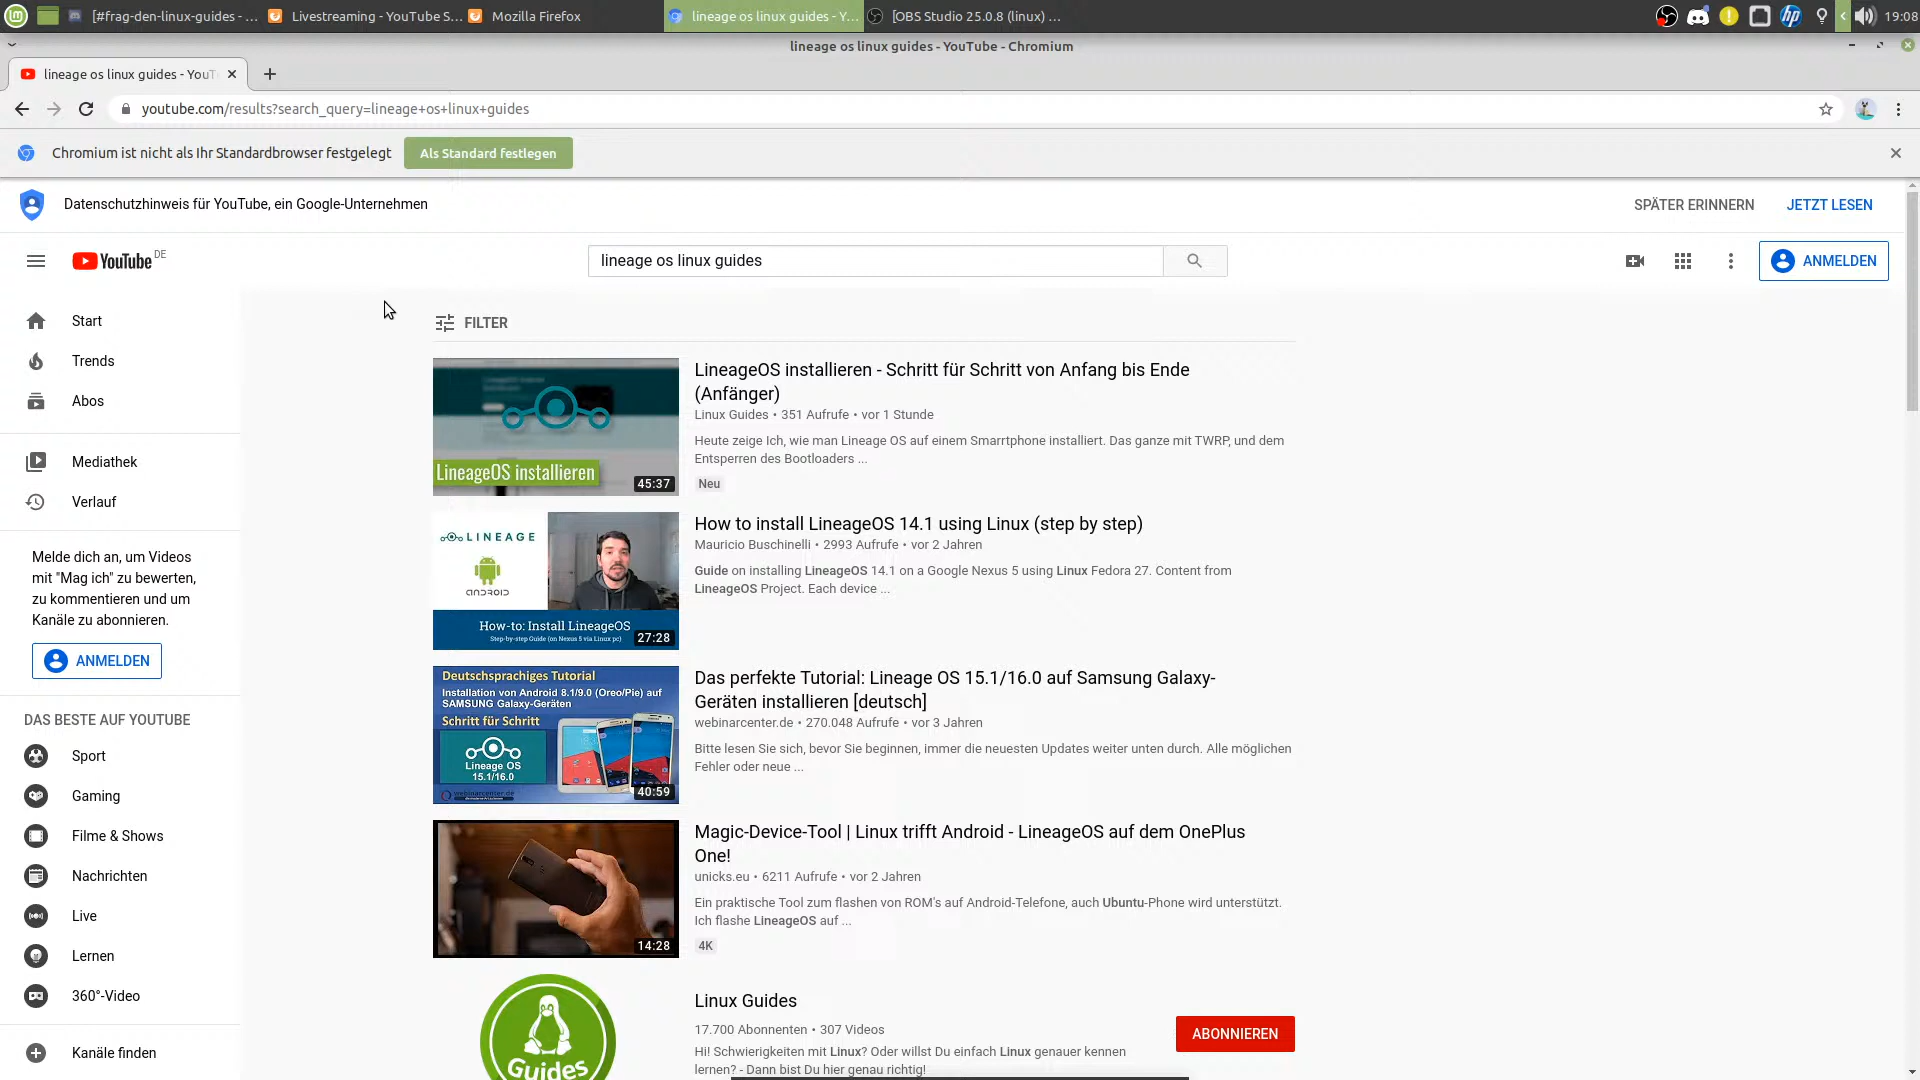 [#frag-den-linux-guides - ...
Livestreaming - YouTube S...
Mozilla Firefox
lineage os linux guides - Y...
[OBS Studio 25.0.8 (linux) ...
19:08
lineage os linux guides - YouTube - Chromium
lineage os linux guides - YouT
youtube.com/results?search_query=lineage+os+linux+guides
Chromium ist nicht als Ihr Standardbrowser festgelegt
Als Standard festlegen
Datenschutzhinweis für YouTube, ein Google-Unternehmen
SPÄTER ERINNERN
JETZT LESEN
YouTube DE
lineage os linux guides
ANMELDEN
Start
Trends
Abos
Mediathek
Verlauf
Melde dich an, um Videos
mit "Mag ich" zu bewerten,
zu kommentieren und um
Kanäle zu abonnieren.
ANMELDEN
DAS BESTE AUF YOUTUBE
Sport
Gaming
Filme & Shows
Nachrichten
Live
Lernen
360°-Video
Kanäle finden
FILTER
LineageOS installieren
45:37
LineageOS installieren - Schritt für Schritt von Anfang bis Ende
(Anfänger)
Linux Guides • 351 Aufrufe • vor 1 Stunde
Heute zeige Ich, wie man Lineage OS auf einem Smarrtphone installiert. Das ganze mit TWRP, und dem
Entsperren des Bootloaders ...
Neu
LINEAGE
ANDROID
How-to: Install LineageOS
Step-by-step Guide (on Nexus 5 via Linux pc)
27:28
How to install LineageOS 14.1 using Linux (step by step)
Mauricio Buschinelli • 2993 Aufrufe • vor 2 Jahren
Guide on installing LineageOS 14.1 on a Google Nexus 5 using Linux Fedora 27. Content from
LineageOS Project. Each device ...
Deutschsprachiges Tutorial
Installation von Android 8.1/9.0 (Oreo/Pie) auf
SAMSUNG Galaxy-Geräten
Schritt für Schritt
Lineage OS
15.1/16.0
webinarcenter.de
40:59
Das perfekte Tutorial: Lineage OS 15.1/16.0 auf Samsung Galaxy-
Geräten installieren [deutsch]
webinarcenter.de • 270.048 Aufrufe • vor 3 Jahren
Bitte lesen Sie sich, bevor Sie beginnen, immer die neuesten Updates weiter unten durch. Alle möglichen
Fehler oder neue ...
14:28
Magic-Device-Tool | Linux trifft Android - LineageOS auf dem OnePlus
One!
unicks.eu • 6211 Aufrufe • vor 2 Jahren
Ein praktische Tool zum flashen von ROM's auf Android-Telefone, auch Ubuntu-Phone wird unterstützt.
Ich flashe LineageOS auf ...
4K
Guides
Linux Guides
17.700 Abonnenten • 307 Videos
Hi! Schwierigkeiten mit Linux? Oder willst Du einfach Linux genauer kennen
lernen? - Dann bist Du hier genau richtig!
ABONNIEREN